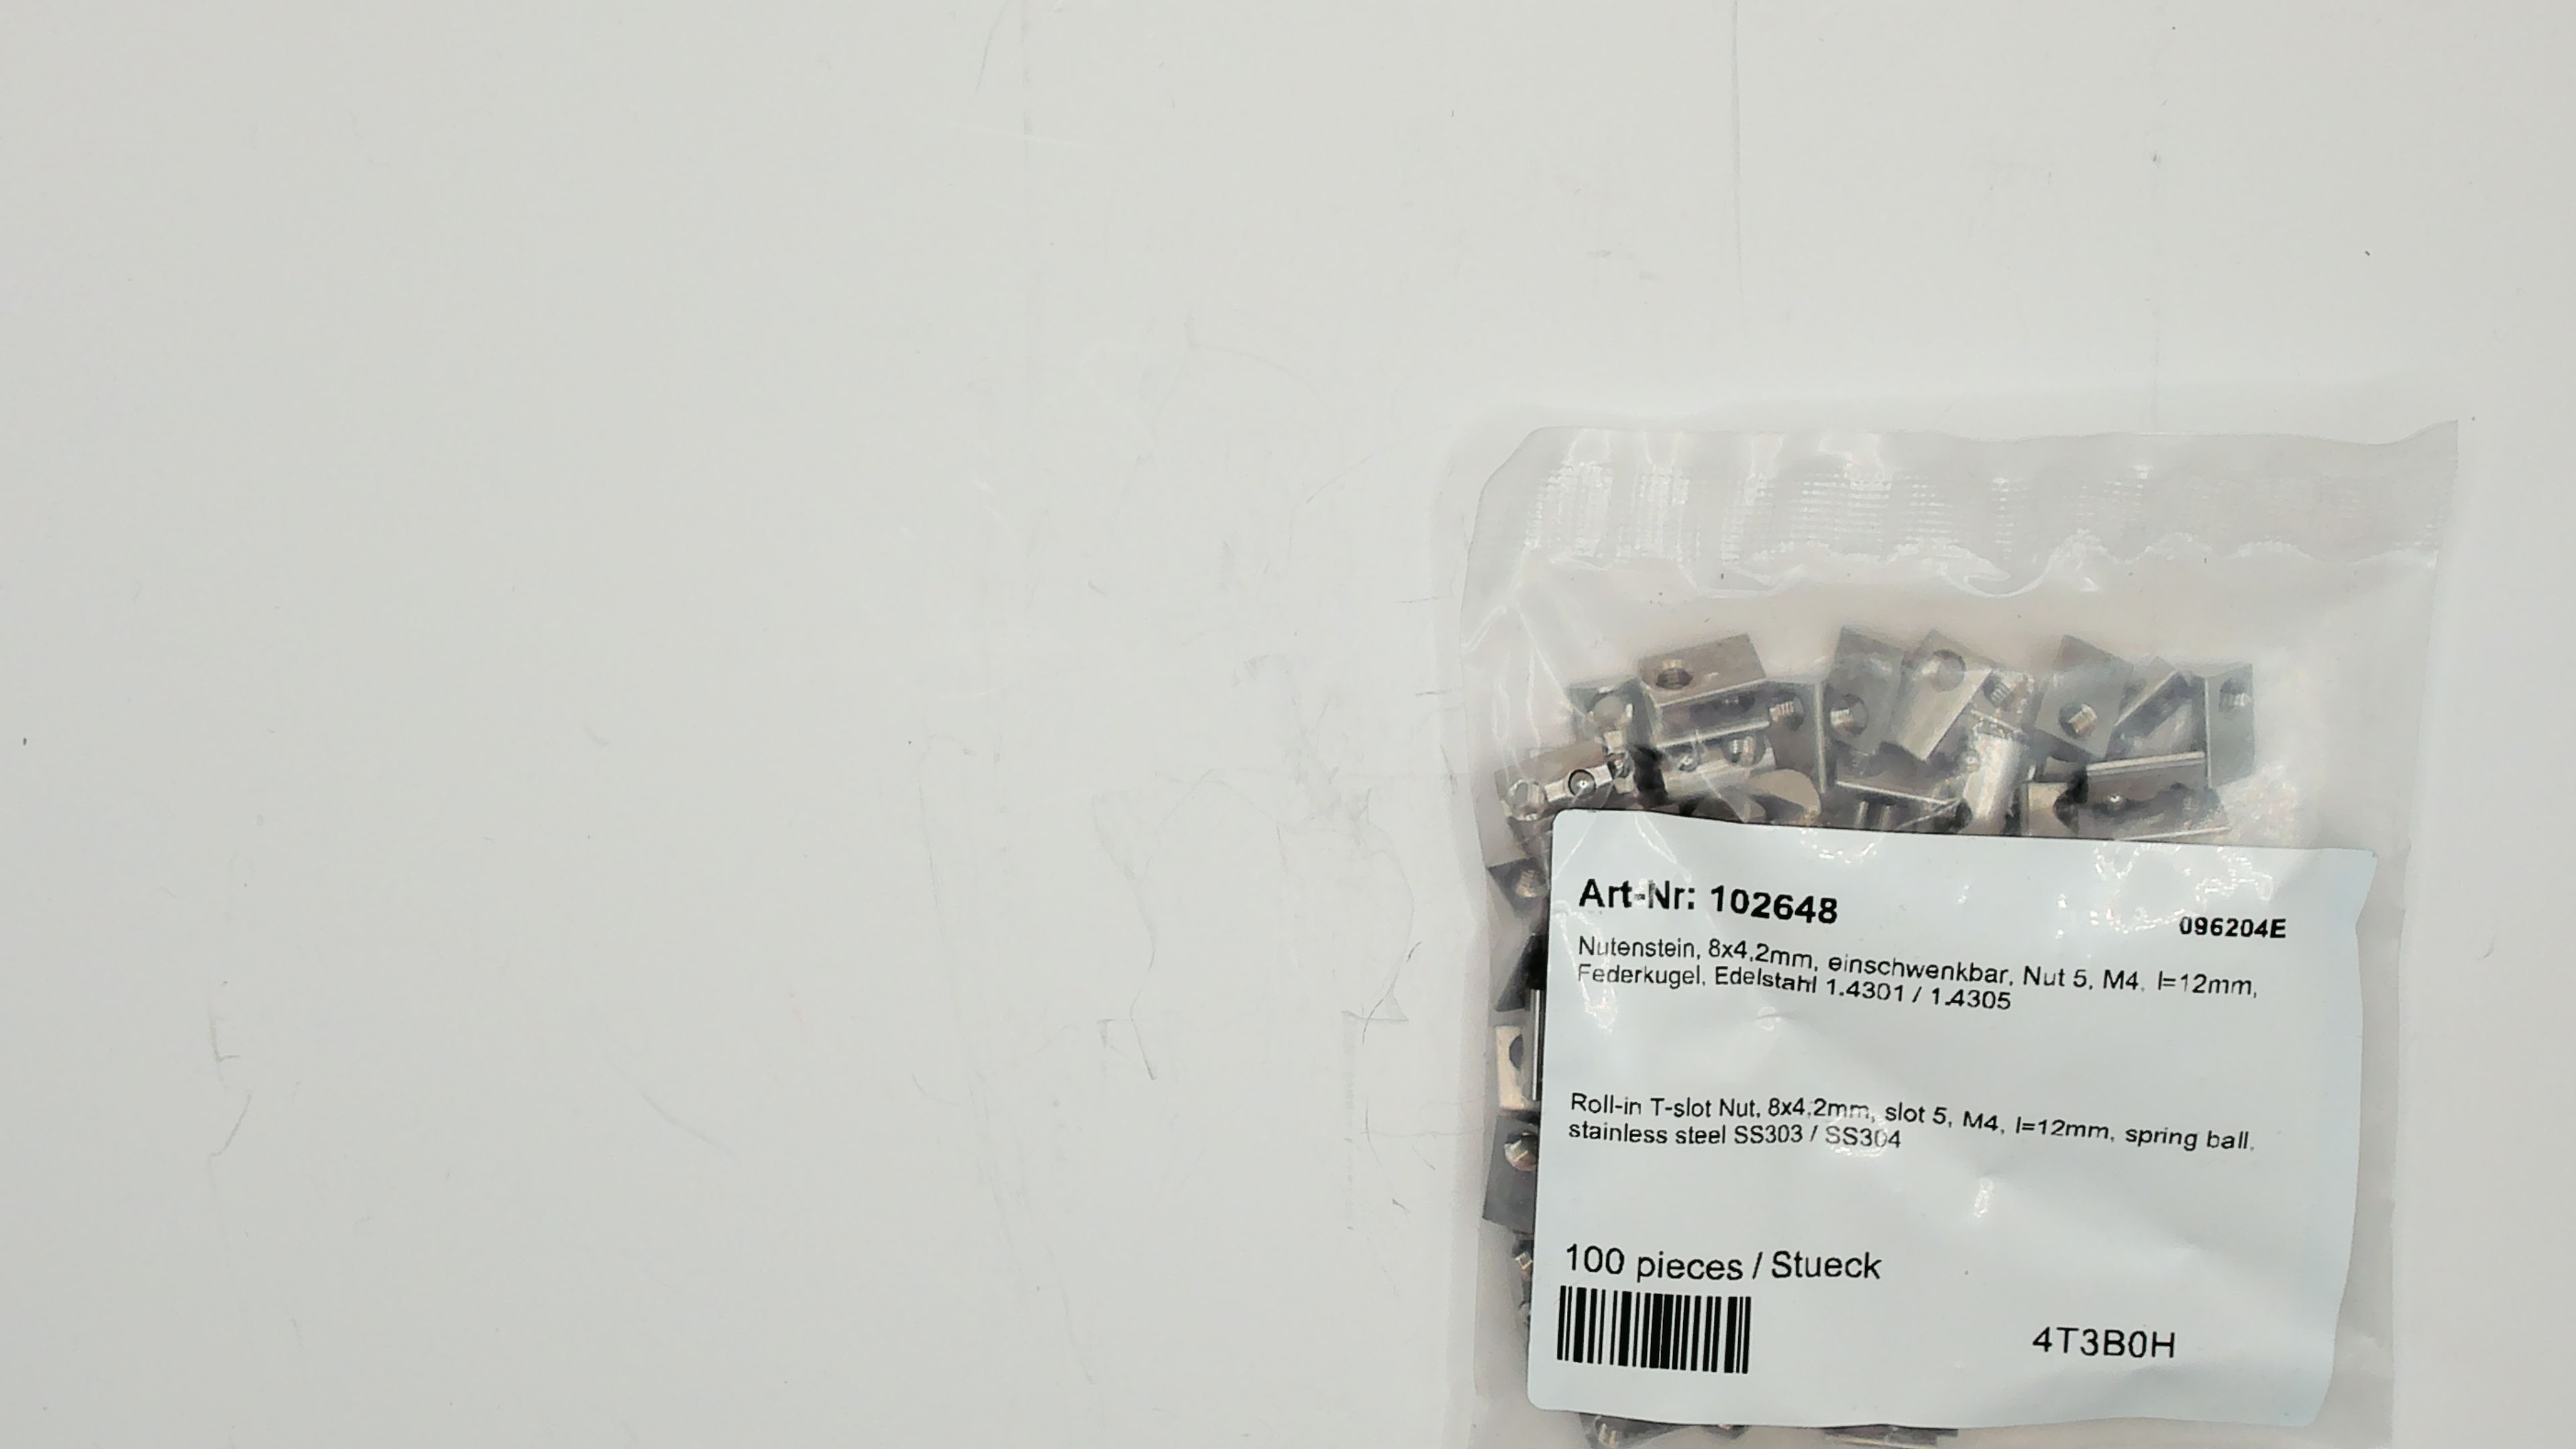 Art-Nr: 102648
096204E
Nutenstein, 8x4,2mm, einschwenkbar, Nut 5, M4, l=12mm,
Federkugel, Edelstahl 1.4301 / 1.4305
Roll-in T-slot Nut, 8x4,2mm, slot 5, M4, l=12mm, spring ball,
stainless steel SS303 / SS304
100 pieces / Stueck
4T3B0H